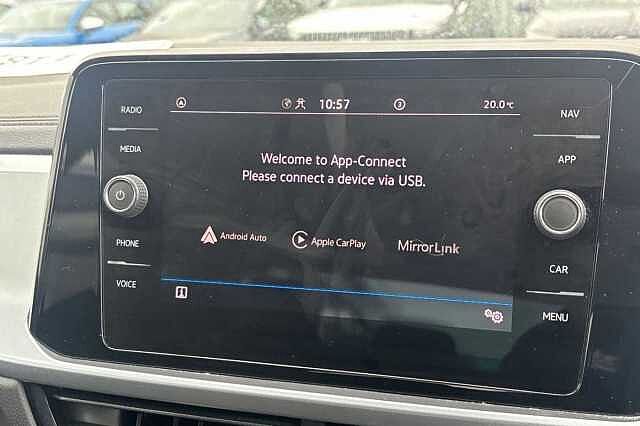 RADIO
MEDIA
PHONE
VOICE
10:57
3
20.0°C
Welcome to App-Connect
Please connect a device via USB.
Android Auto
Apple CarPlay
MirrorLink
NAV
APP
CAR
MENU